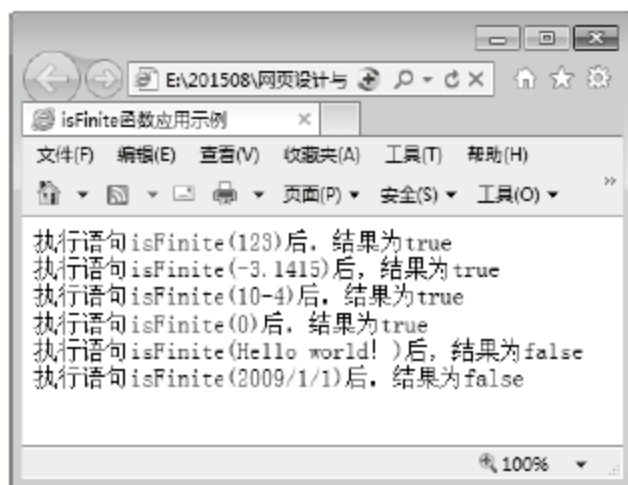 E:\201508\网页设计与
isFinite函数应用示例
文件(F) 编辑(E) 查看(V) 收藏夹(A) 工具(T) 帮助(H)
页面(P) 安全(S) 工具(O) »
执行语句isFinite(123)后,结果为true
执行语句isFinite(-3.1415)后,结果为true
执行语句isFinite(10-4)后,结果为true
执行语句isFinite(0)后,结果为true
执行语句isFinite(Hello world! )后,结果为false
执行语句isFinite(2009/1/1)后,结果为false
100%